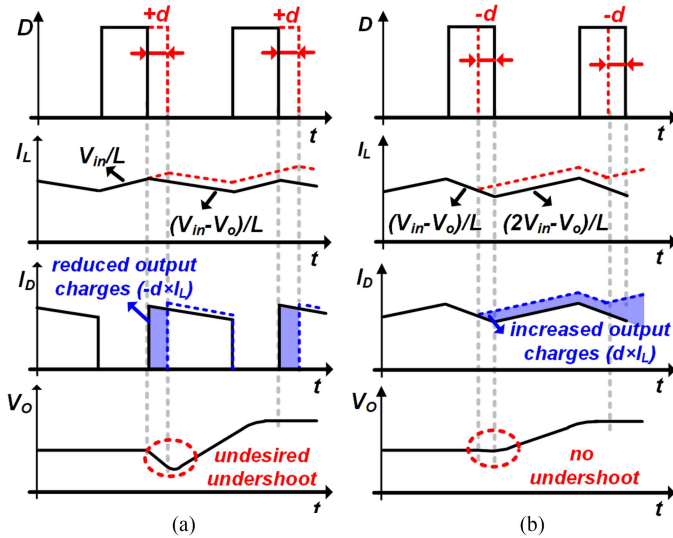 +d
+d
D
t
I_L
V_in/L
(V_in-V_o)/L
t
I_D
reduced output
charges (-d×I_L)
t
V_O
undesired
undershoot
t
(a)
-d
-d
D
t
I_L
(V_in-V_o)/L
(2V_in-V_o)/L
t
I_D
increased output
charges (d×I_L)
t
V_O
no
undershoot
t
(b)